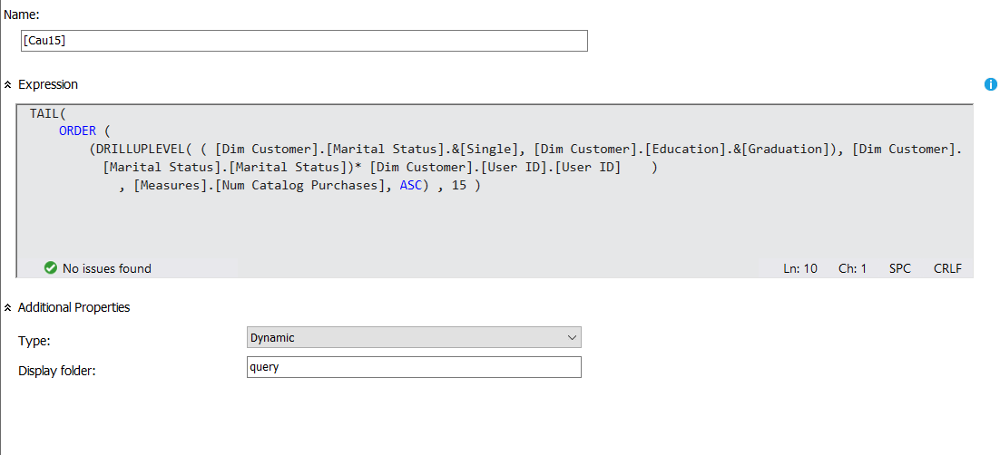 Name:
[Cau15]
Expression
TAIL(
ORDER (
(DRILLUPLEVEL( ( [Dim Customer].[Marital Status].&[Single], [Dim Customer].[Education].&[Graduation]), [Dim Customer].
[Marital Status].[Marital Status])* [Dim Customer].[User ID].[User ID] )
, [Measures].[Num Catalog Purchases], ASC) , 15 )
No issues found Ln: 10 Ch: 1 SPC CRLF
Additional Properties
Type: Dynamic
Display folder: query